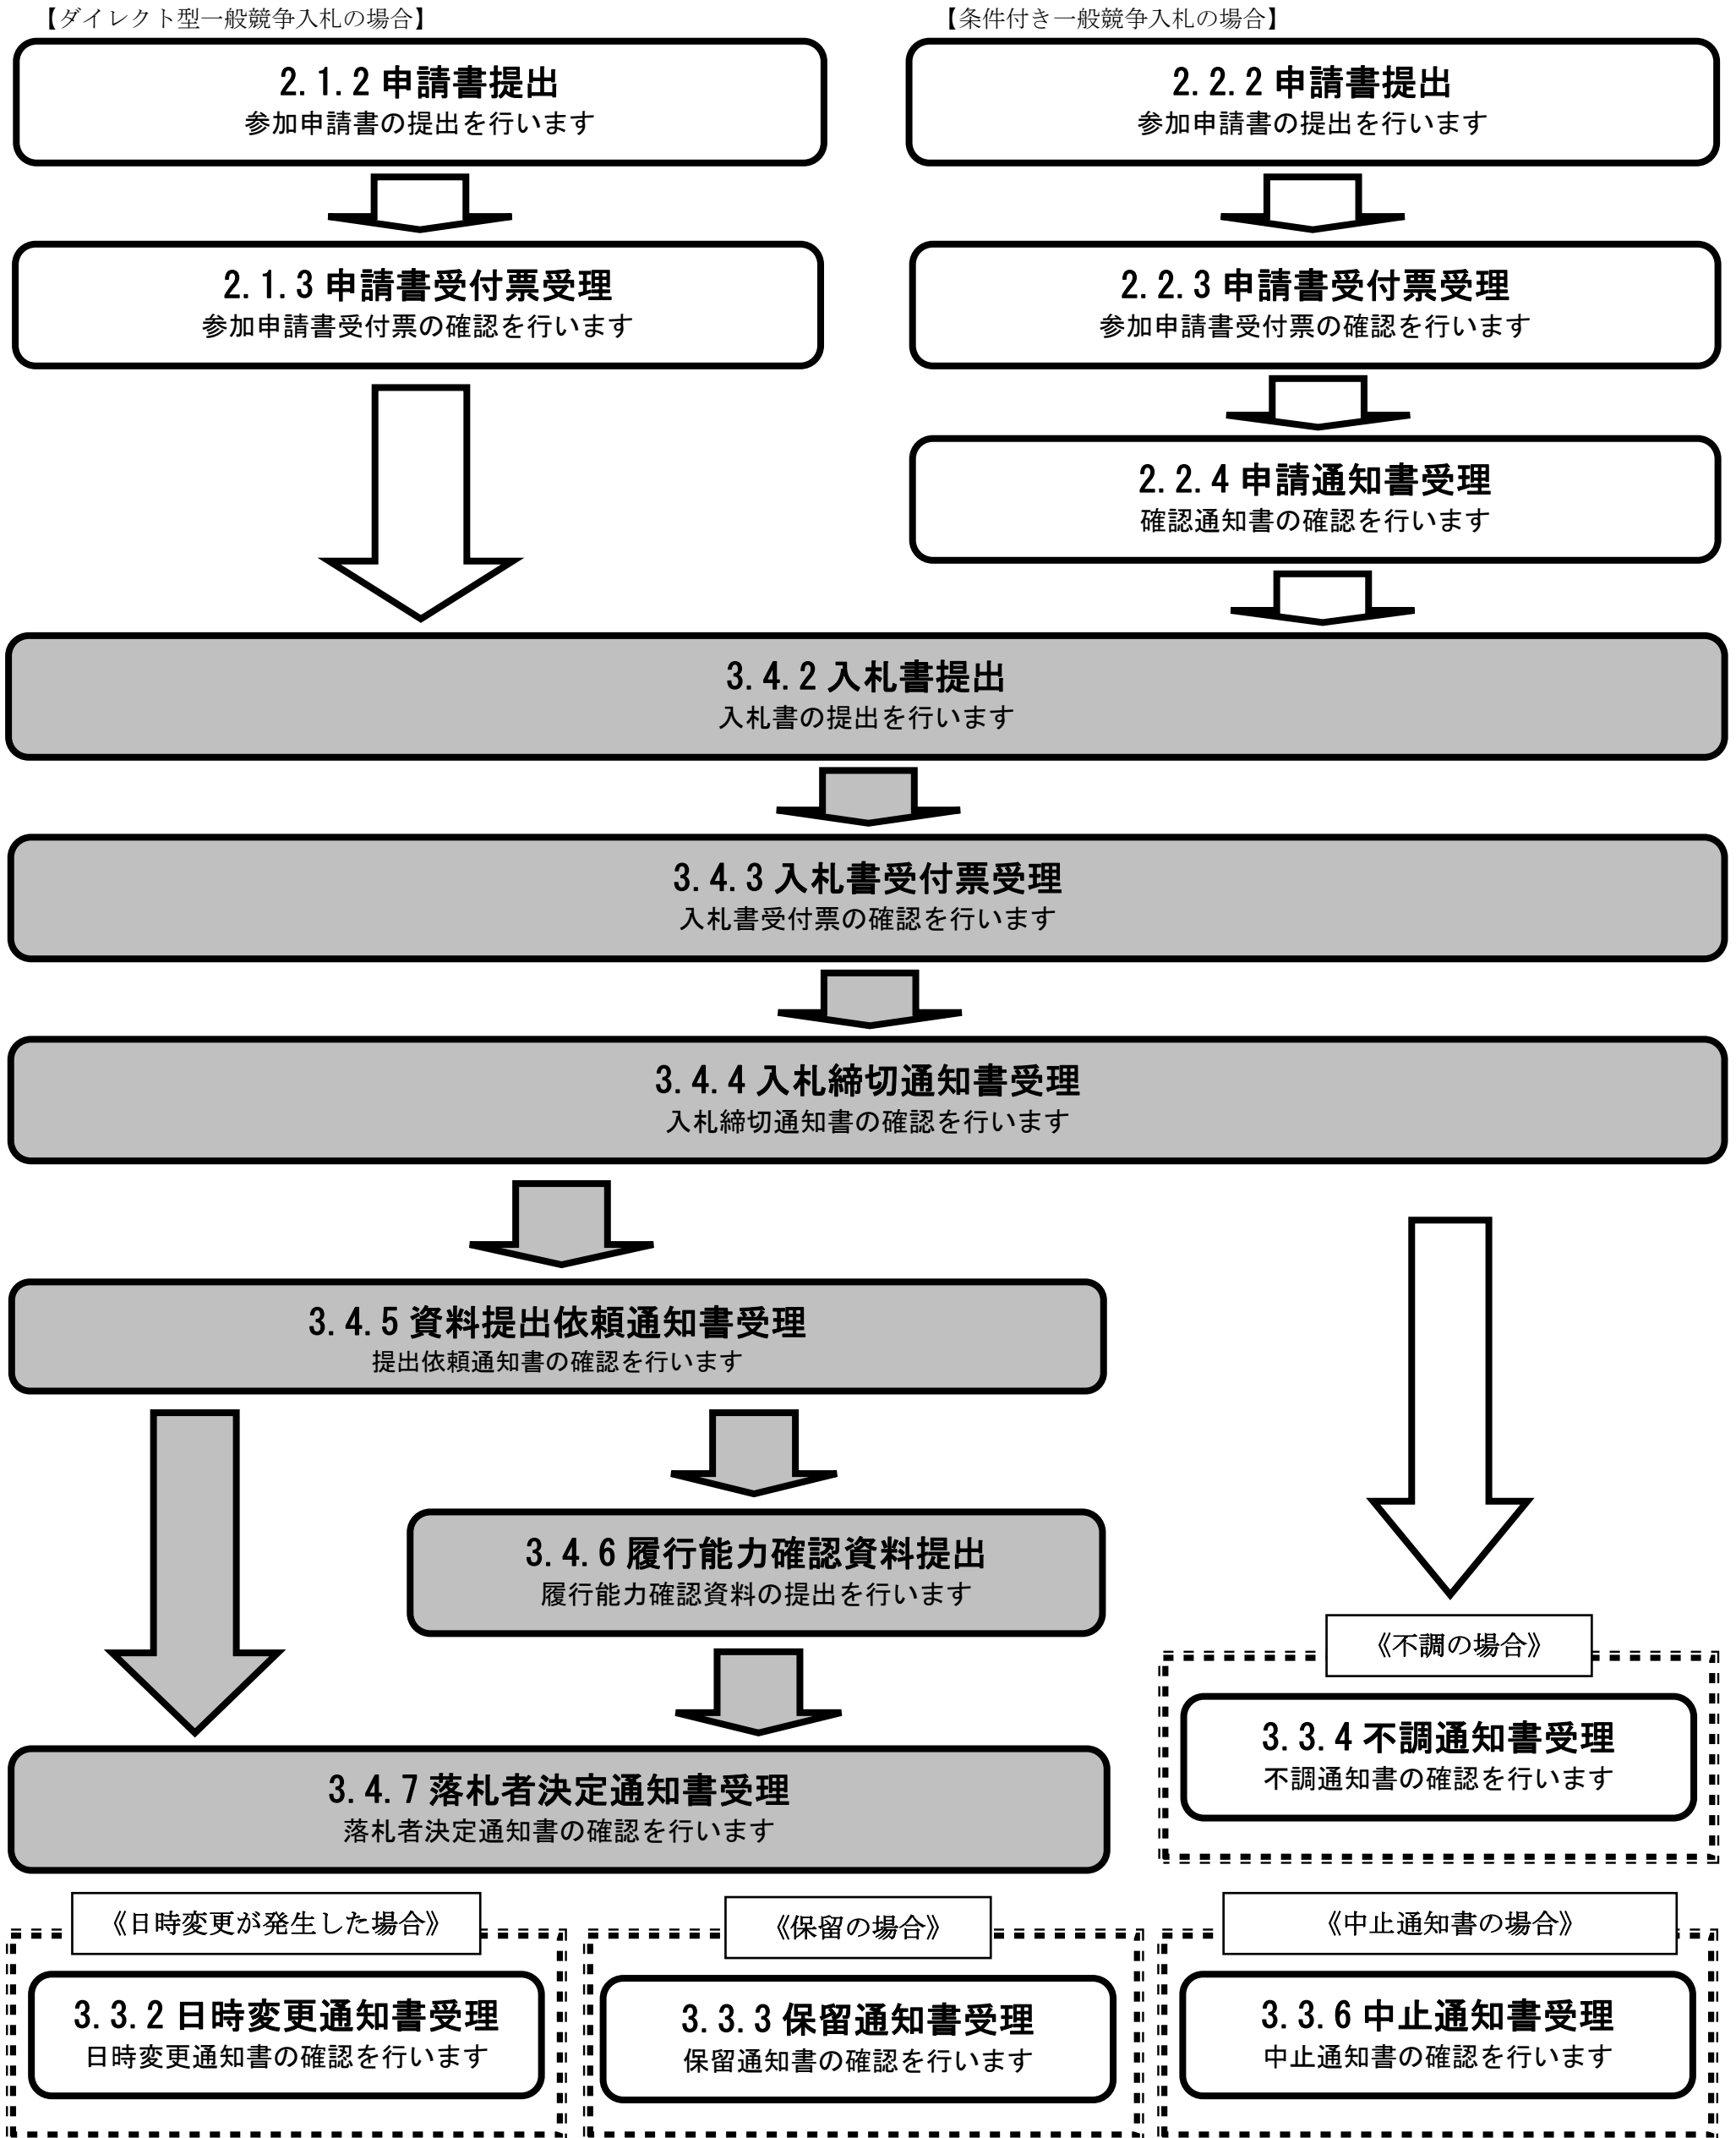 【ダイレクト型一般競争入札の場合】
【条件付き一般競争入札の場合】
2.1.2 申請書提出
参加申請書の提出を行います
2.2.2 申請書提出
参加申請書の提出を行います
2.1.3 申請書受付票受理
参加申請書受付票の確認を行います
2.2.3 申請書受付票受理
参加申請書受付票の確認を行います
2.2.4 申請通知書受理
確認通知書の確認を行います
3.4.2 入札書提出
入札書の提出を行います
3.4.3 入札書受付票受理
入札書受付票の確認を行います
3.4.4 入札締切通知書受理
入札締切通知書の確認を行います
3.4.5 資料提出依頼通知書受理
提出依頼通知書の確認を行います
3.4.6 履行能力確認資料提出
履行能力確認資料の提出を行います
《不調の場合》
3.3.4 不調通知書受理
不調通知書の確認を行います
3.4.7 落札者決定通知書受理
落札者決定通知書の確認を行います
《日時変更が発生した場合》
3.3.2 日時変更通知書受理
日時変更通知書の確認を行います
《保留の場合》
3.3.3 保留通知書受理
保留通知書の確認を行います
《中止通知書の場合》
3.3.6 中止通知書受理
中止通知書の確認を行います